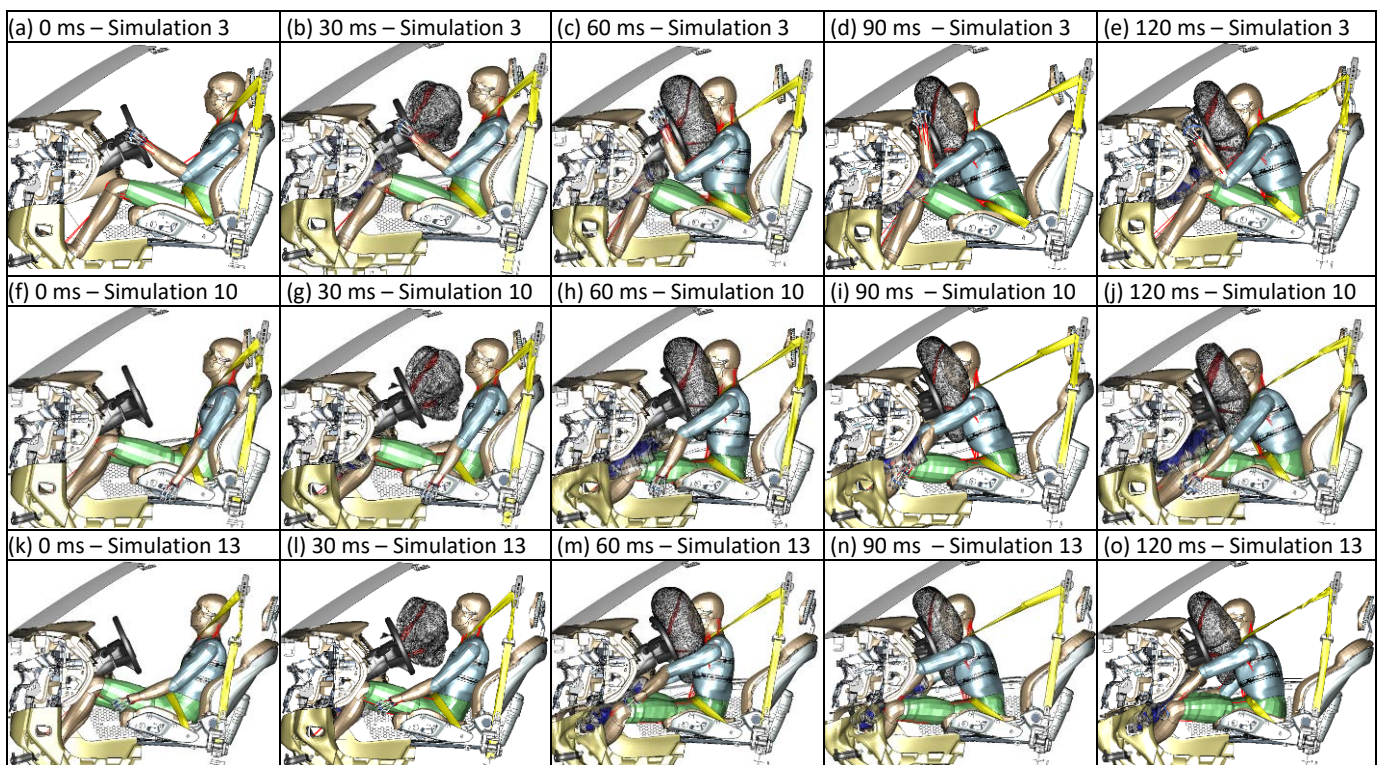 (a) 0 ms – Simulation 3
(b) 30 ms – Simulation 3
(c) 60 ms – Simulation 3
(d) 90 ms – Simulation 3
(e) 120 ms – Simulation 3
(f) 0 ms – Simulation 10
(g) 30 ms – Simulation 10
(h) 60 ms – Simulation 10
(i) 90 ms – Simulation 10
(j) 120 ms – Simulation 10
(k) 0 ms – Simulation 13
(l) 30 ms – Simulation 13
(m) 60 ms – Simulation 13
(n) 90 ms – Simulation 13
(o) 120 ms – Simulation 13